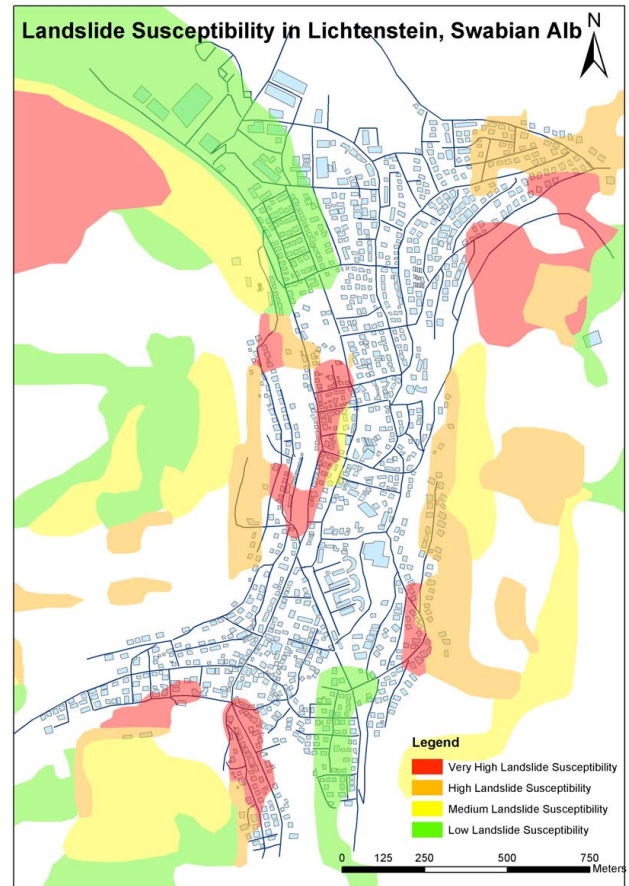 Landslide Susceptibility in Lichtenstein, Swabian Alb
N
Legend
Very High Landslide Susceptibility
High Landslide Susceptibility
Medium Landslide Susceptibility
Low Landslide Susceptibility
0 125 250 500 750
Meters